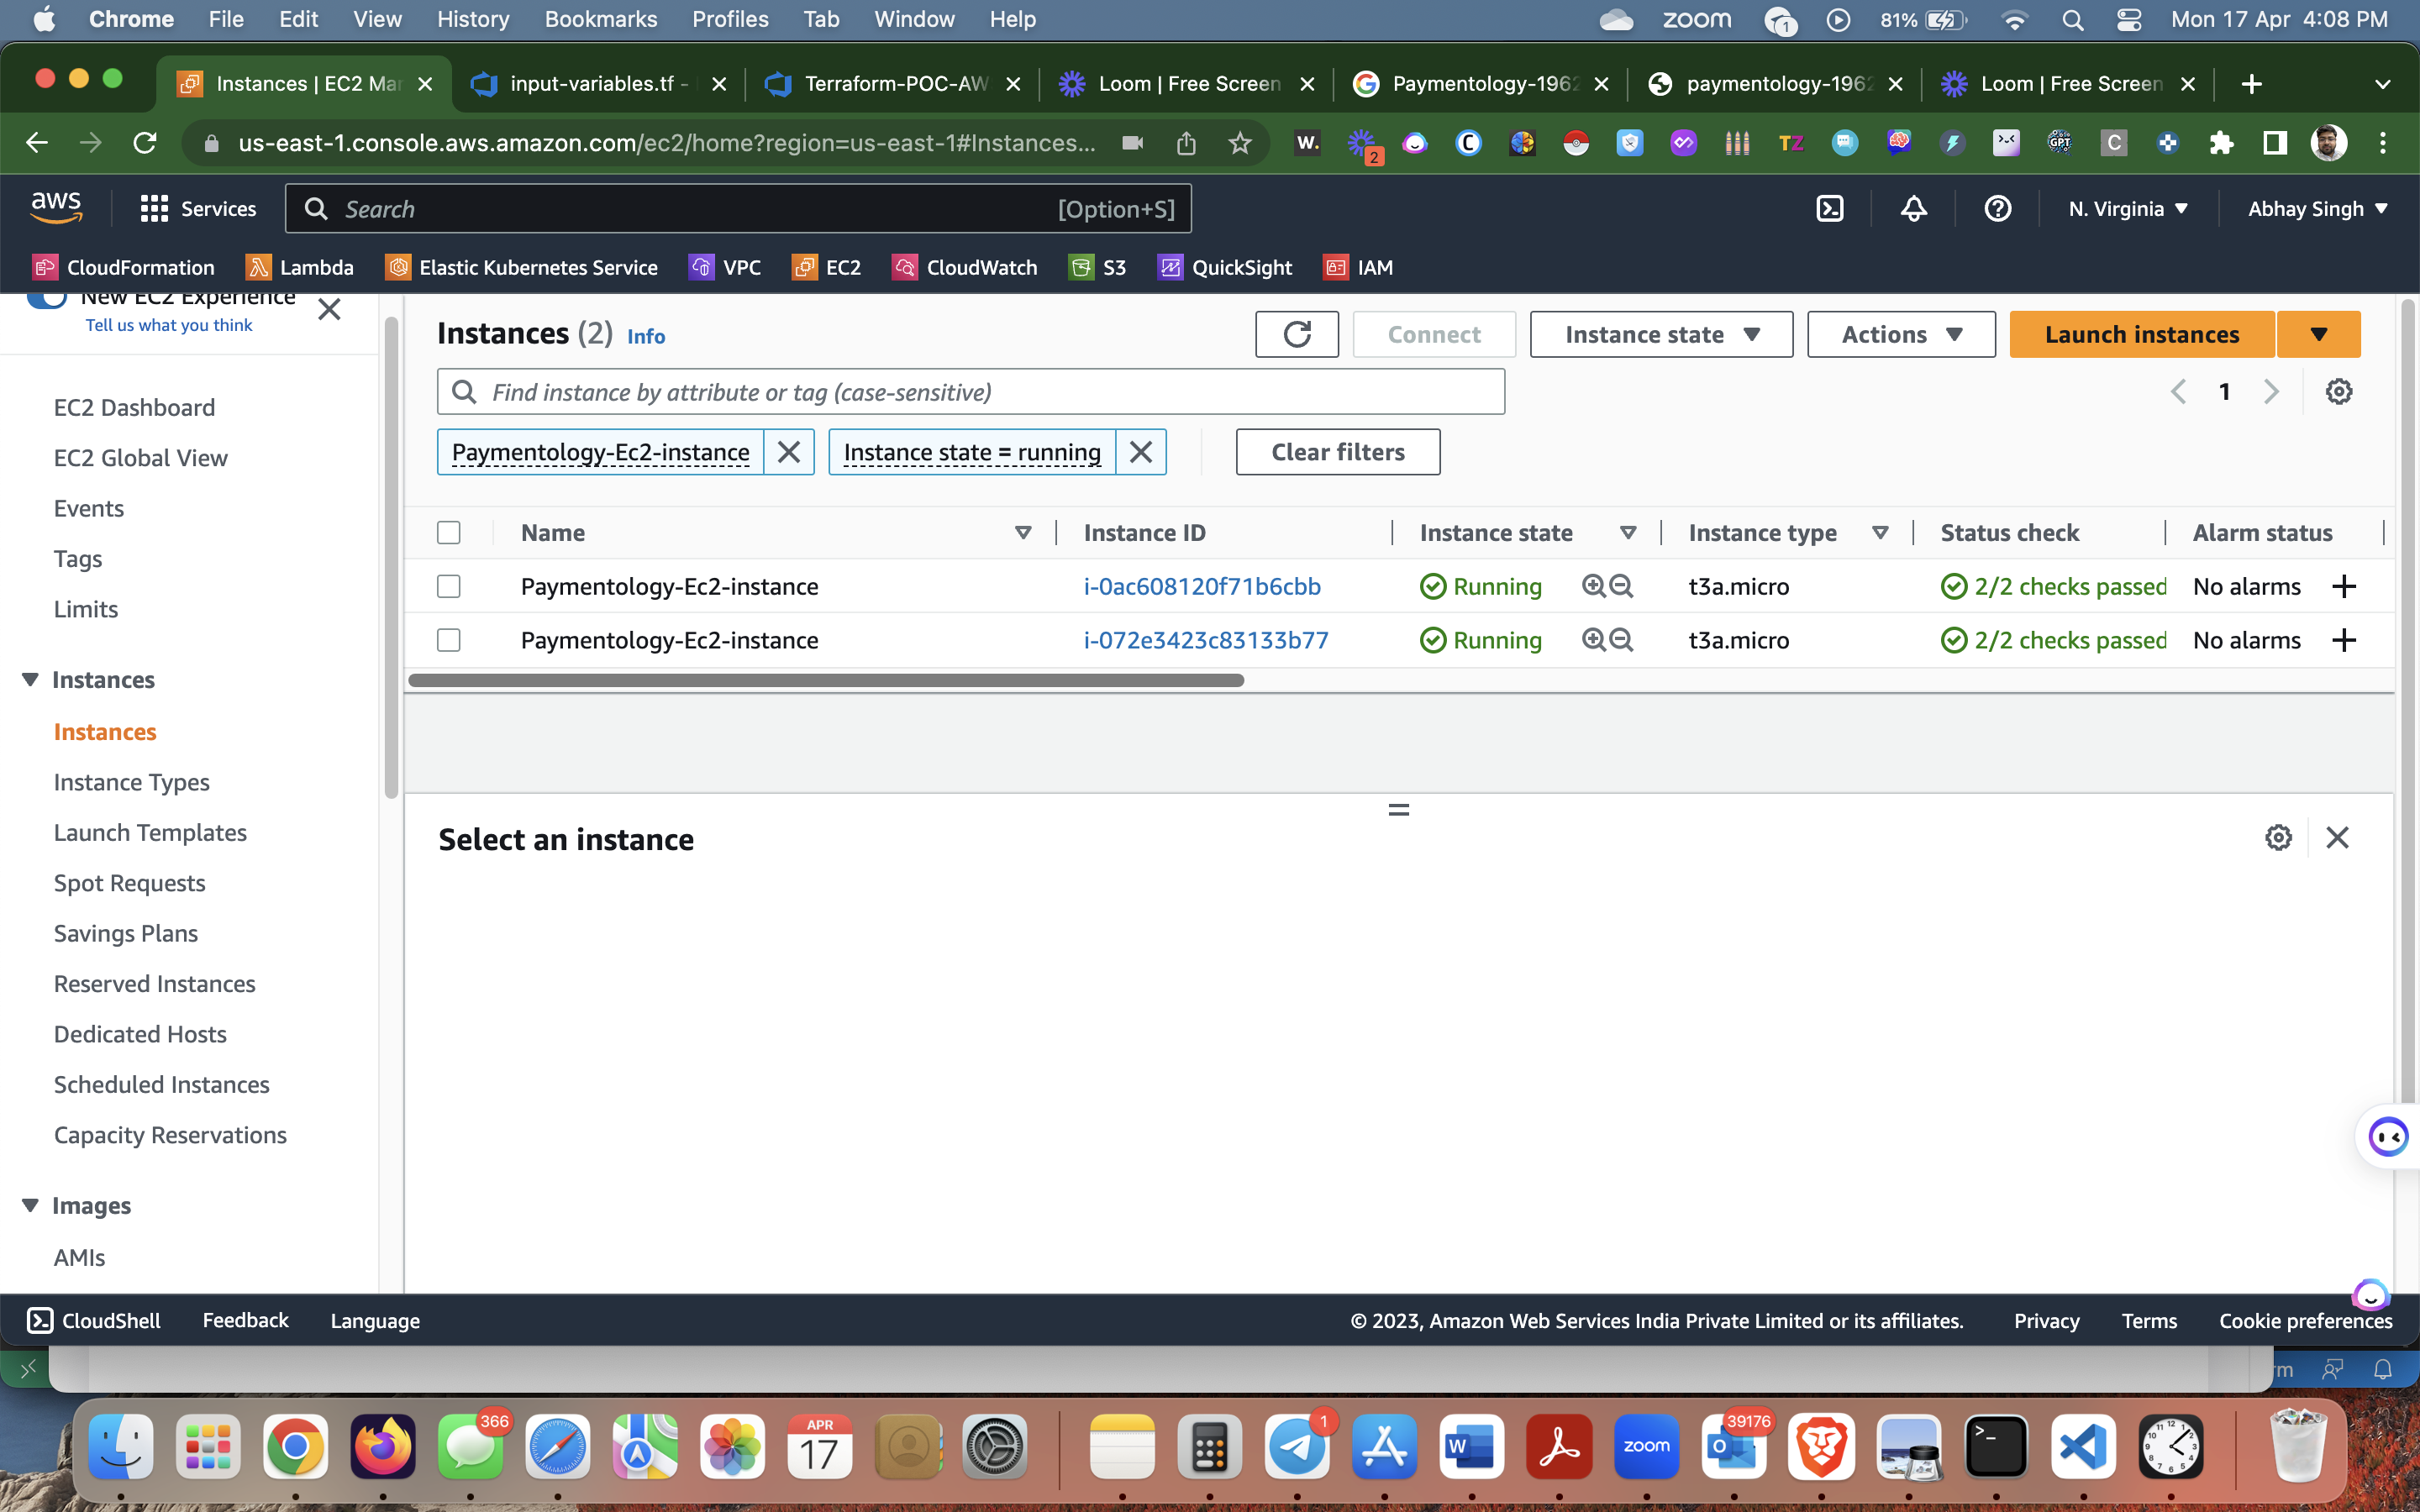 Chrome File Edit View History Bookmarks Profiles Tab Window Help zoom 1 81% Mon 17 Apr 4:08 PM
Instances | EC2 Mar input-variables.tf - Terraform-POC-AW Loom | Free Screen Paymentology-1962 paymentology-1962 Loom | Free Screen
us-east-1.console.aws.amazon.com/ec2/home?region=us-east-1#Instances... W. 2 C TZ GPT C
aws Services Search [Option+S] N. Virginia Abhay Singh
CloudFormation Lambda Elastic Kubernetes Service VPC EC2 CloudWatch S3 QuickSight IAM
New EC2 Experience
Tell us what you think
EC2 Dashboard
EC2 Global View
Events
Tags
Limits
Instances
Instances
Instance Types
Launch Templates
Spot Requests
Savings Plans
Reserved Instances
Dedicated Hosts
Scheduled Instances
Capacity Reservations
Images
AMIs
Instances (2) Info Connect Instance state Actions Launch instances
Find instance by attribute or tag (case-sensitive) 1
Paymentology-Ec2-instance Instance state = running Clear filters
Name Instance ID Instance state Instance type Status check Alarm status
Paymentology-Ec2-instance i-0ac608120f71b6cbb Running t3a.micro 2/2 checks passed No alarms +
Paymentology-Ec2-instance i-072e3423c83133b77 Running t3a.micro 2/2 checks passed No alarms +
Select an instance
CloudShell Feedback Language © 2023, Amazon Web Services India Private Limited or its affiliates. Privacy Terms Cookie preferences
rm
366 APR 17 1 W zoom 39176